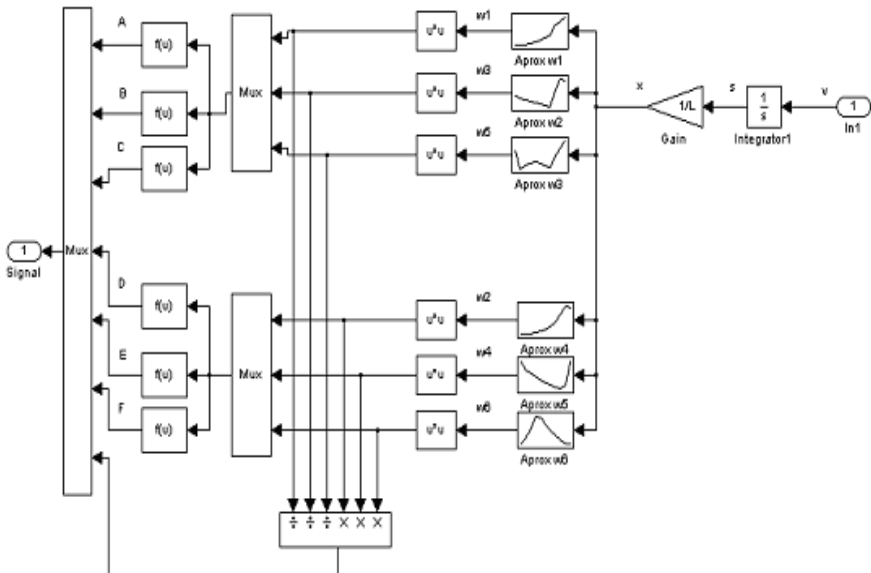 A
f(u)
w1
u*u
Aprox w1
B
f(u)
Mux
w3
u*u
Aprox w2
x
1/L
Gain
s
1
s
Integrator1
v
1
In1
C
f(u)
w5
u*u
Aprox w3
1
Signal
Mux
D
f(u)
w2
u*u
Aprox w4
E
f(u)
Mux
w4
u*u
Aprox w5
F
f(u)
w6
u*u
Aprox w6
÷ ÷ ÷ X X X